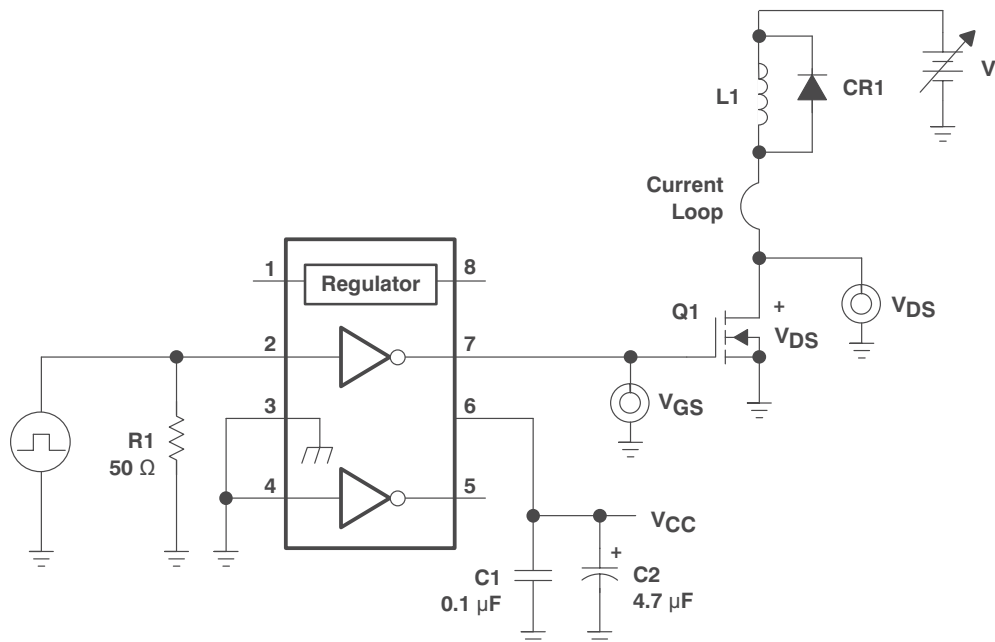 L1
CR1
V
Current
Loop
1
Regulator
8
Q1
+
VDS
VDS
2
7
3
6
VGS
R1
50 Ω
4
5
VCC
+
C1
0.1 µF
C2
4.7 µF